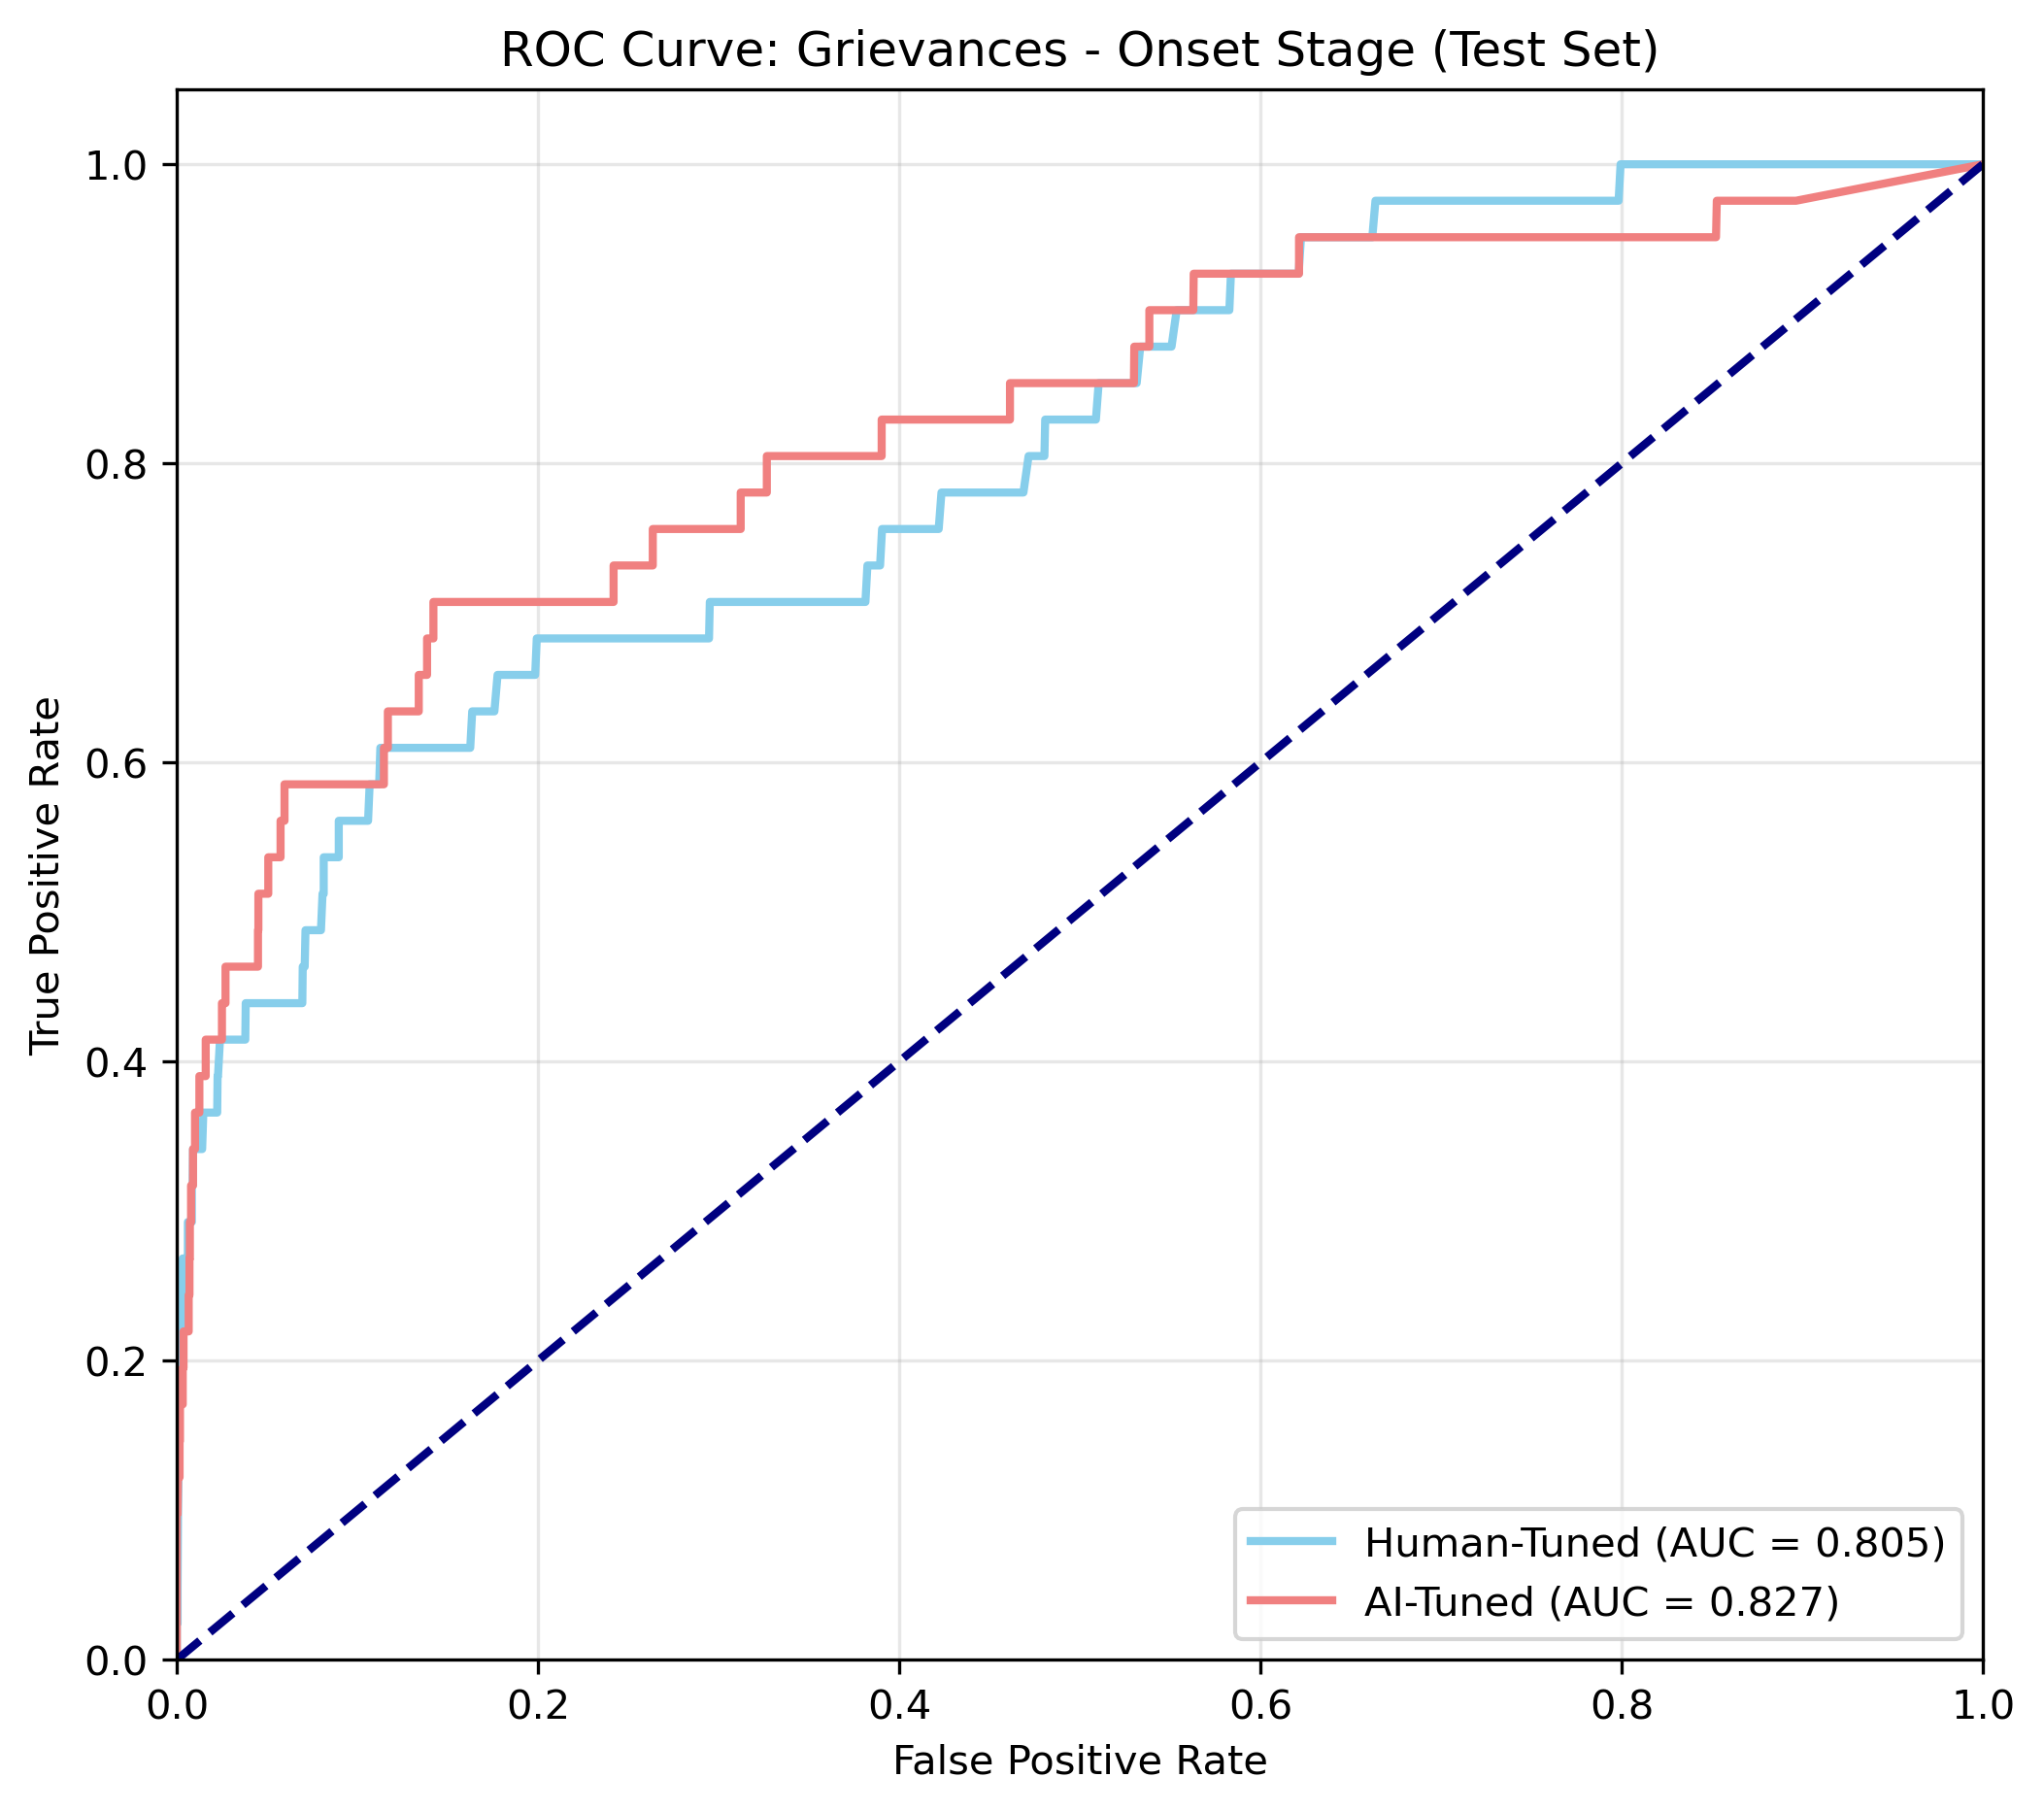 ROC Curve: Grievances - Onset Stage (Test Set)
True Positive Rate
1.0
0.8
0.6
0.4
0.2
0.0
0.0 0.2 0.4 0.6 0.8 1.0
False Positive Rate
Human-Tuned (AUC = 0.805)
AI-Tuned (AUC = 0.827)